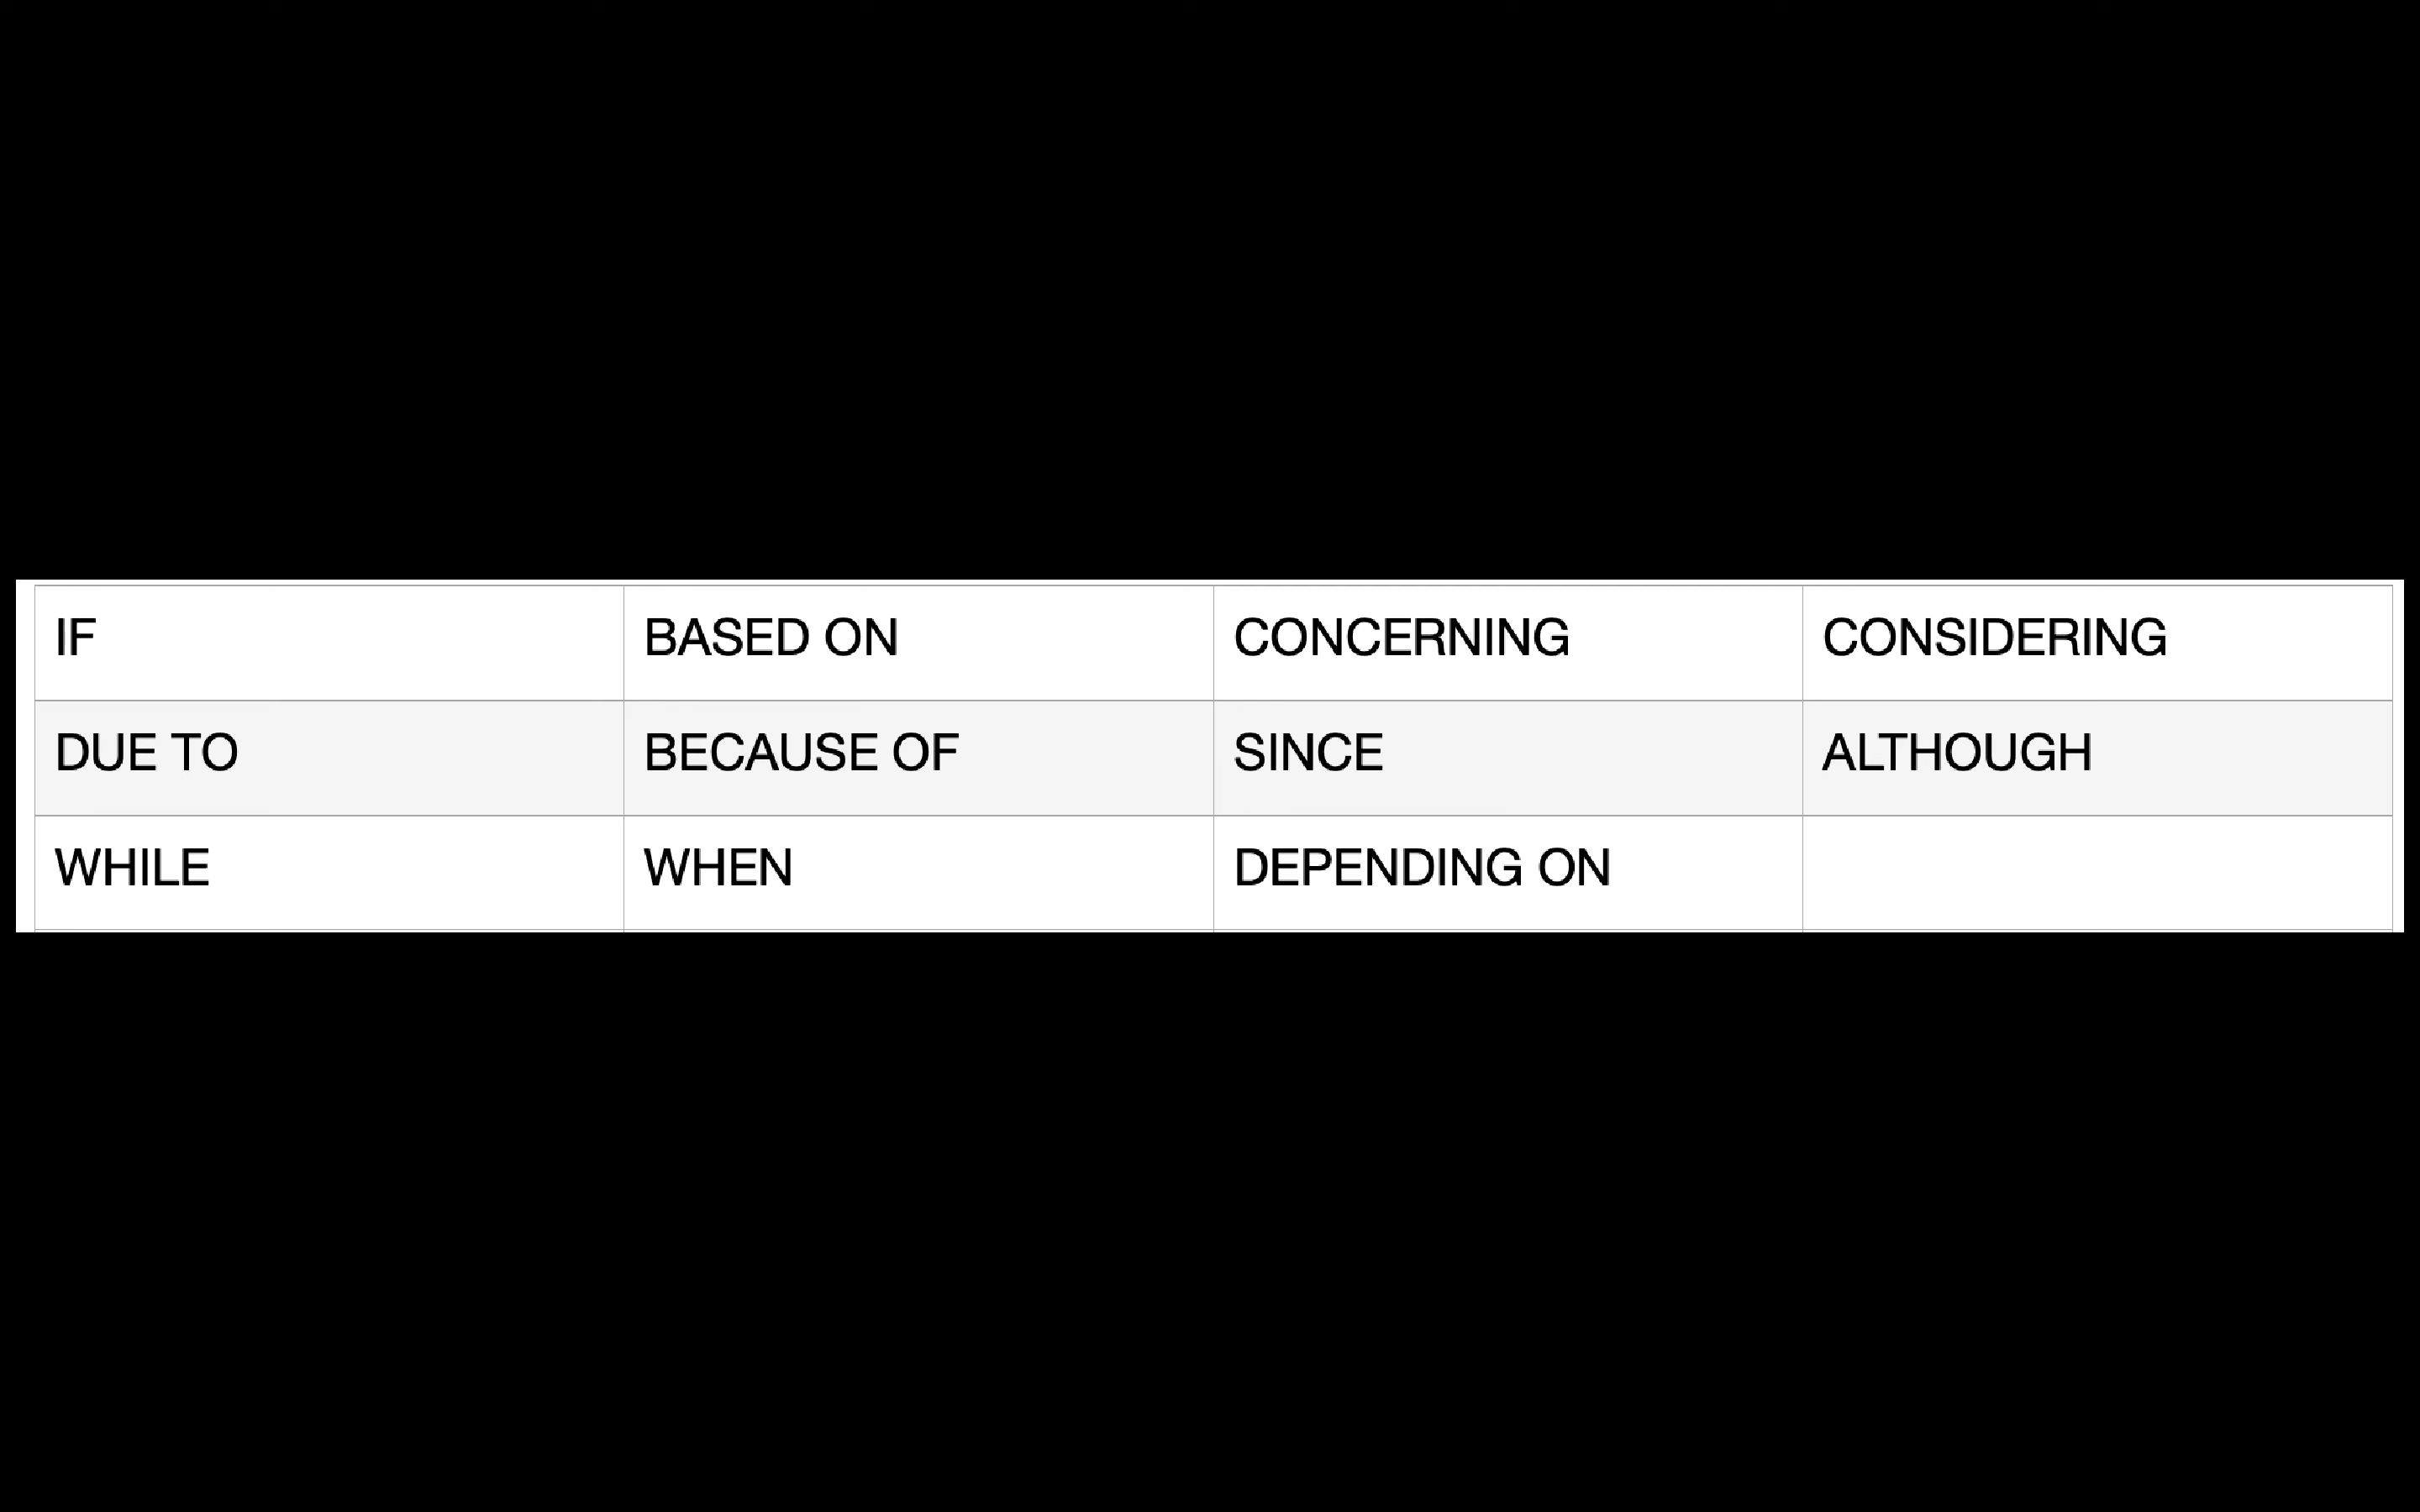 IF BASED ON CONCERNING CONSIDERING
DUE TO BECAUSE OF SINCE ALTHOUGH
WHILE WHEN DEPENDING ON